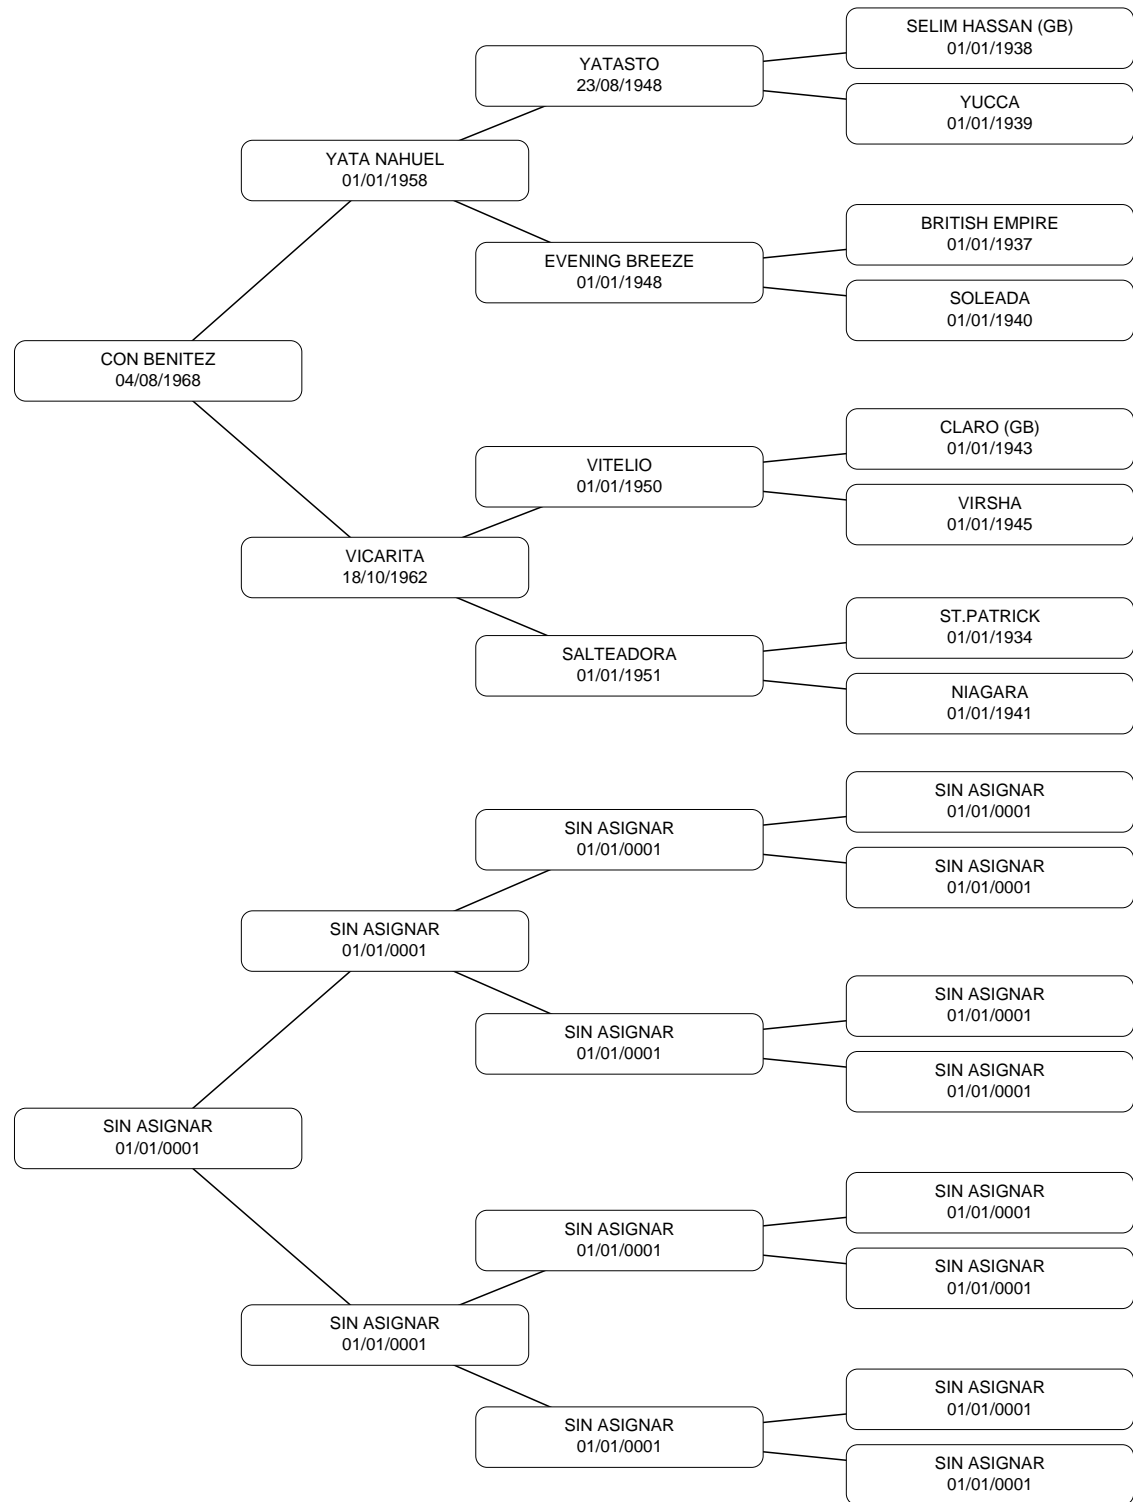 SELIM HASSAN (GB)
01/01/1938
YATASTO
23/08/1948
YUCCA
01/01/1939
YATA NAHUEL
01/01/1958
BRITISH EMPIRE
01/01/1937
EVENING BREEZE
01/01/1948
SOLEADA
01/01/1940
CON BENITEZ
04/08/1968
CLARO (GB)
01/01/1943
VITELIO
01/01/1950
VIRSHA
01/01/1945
VICARITA
18/10/1962
ST.PATRICK
01/01/1934
SALTEADORA
01/01/1951
NIAGARA
01/01/1941
SIN ASIGNAR
01/01/0001
SIN ASIGNAR
01/01/0001
SIN ASIGNAR
01/01/0001
SIN ASIGNAR
01/01/0001
SIN ASIGNAR
01/01/0001
SIN ASIGNAR
01/01/0001
SIN ASIGNAR
01/01/0001
SIN ASIGNAR
01/01/0001
SIN ASIGNAR
01/01/0001
SIN ASIGNAR
01/01/0001
SIN ASIGNAR
01/01/0001
SIN ASIGNAR
01/01/0001
SIN ASIGNAR
01/01/0001
SIN ASIGNAR
01/01/0001
SIN ASIGNAR
01/01/0001